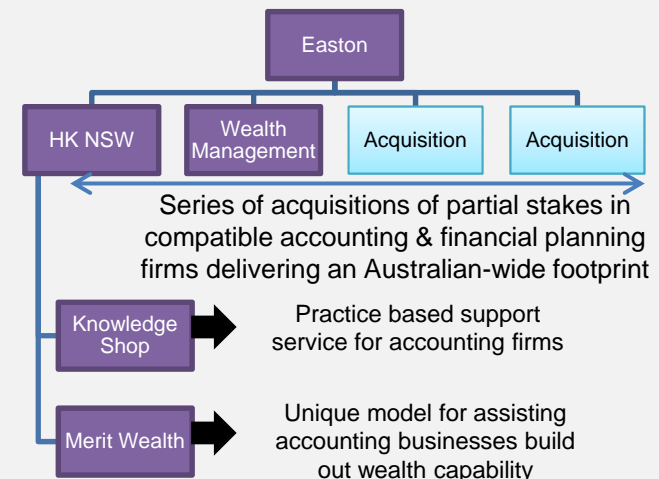 Easton
HK NSW
Wealth
Management
Acquisition
Acquisition
Series of acquisitions of partial stakes in
compatible accounting & financial planning
firms delivering an Australian-wide footprint
Knowledge
Shop
Practice based support
service for accounting firms
Merit Wealth
Unique model for assisting
accounting businesses build
out wealth capability